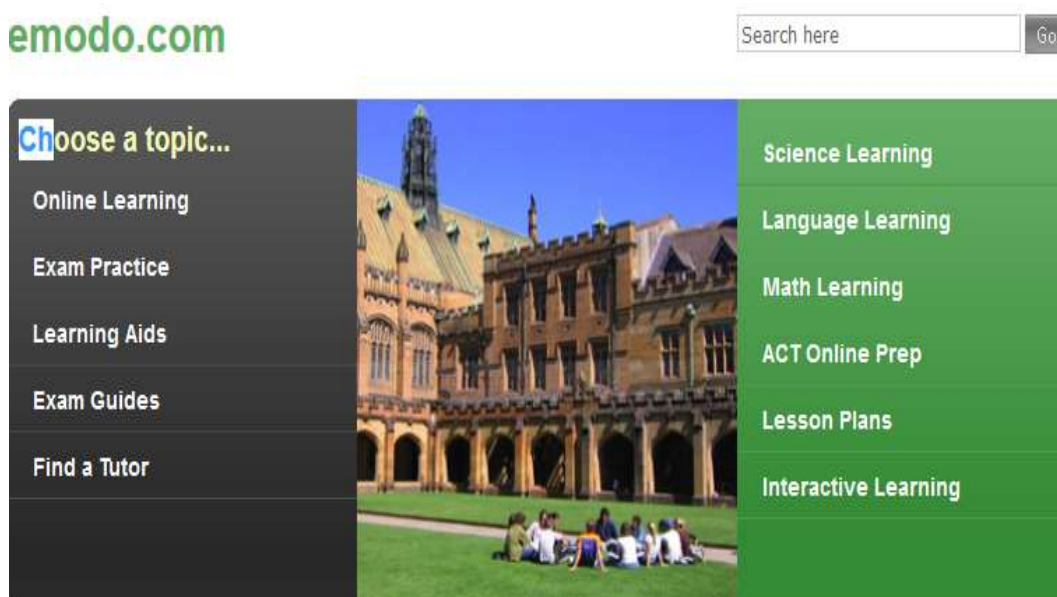 emodo.com
Search here
Go
Choose a topic...
Online Learning
Exam Practice
Learning Aids
Exam Guides
Find a Tutor
Science Learning
Language Learning
Math Learning
ACT Online Prep
Lesson Plans
Interactive Learning